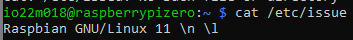 io22m018@raspberrypizero:~ $ cat /etc/issue
Raspbian GNU/Linux 11 \n \l